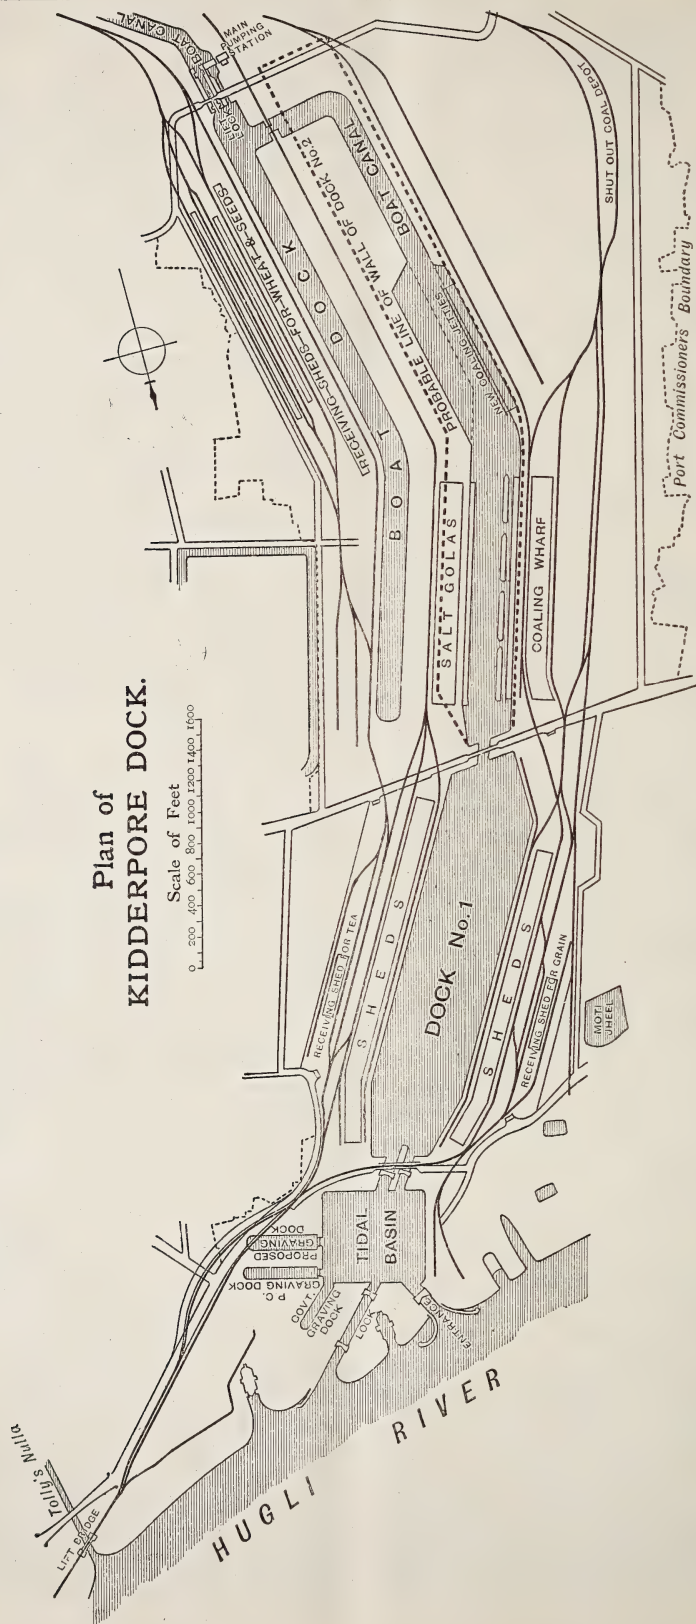 Plan of
KIDDERPORE DOCK.
Scale of Feet
0 200 400 600 800 1000 1200 1400 1600
Tolly's Nulla
LIFT BRIDGE
HUGLI RIVER
ENTRANCE
LOCK
GOVT.
GRAVING
DOCK
P.C.
GRAVING DOCK
PROPOSED
GRAVING
DOCK
TIDAL
BASIN
RECEIVING SHED FOR TEA
SHEDS
DOCK No.1
SHEDS
RECEIVING SHED FOR GRAIN
MOTI
JHEEL
BOAT DOCK
SALT GOLAS
COALING WHARF
RECEIVING-SHEDS-FOR-WHEAT & SEEDS
PROBABLE LINE OF WALL OF DOCK No.2
NEW COALING JETTIES
BOAT CANAL
LIFT
LOCK
BOAT CANAL
MAIN
PUMPING
STATION
SHUT OUT COAL DEPOT
Port Commissioners' Boundary